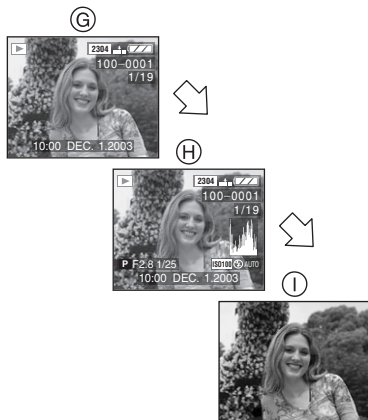 G
2304
100-0001
1/19
10:00 DEC. 1.2003
H
2304
100-0001
1/19
P F2.8 1/25 ISO100 AUTO
10:00 DEC. 1.2003
I